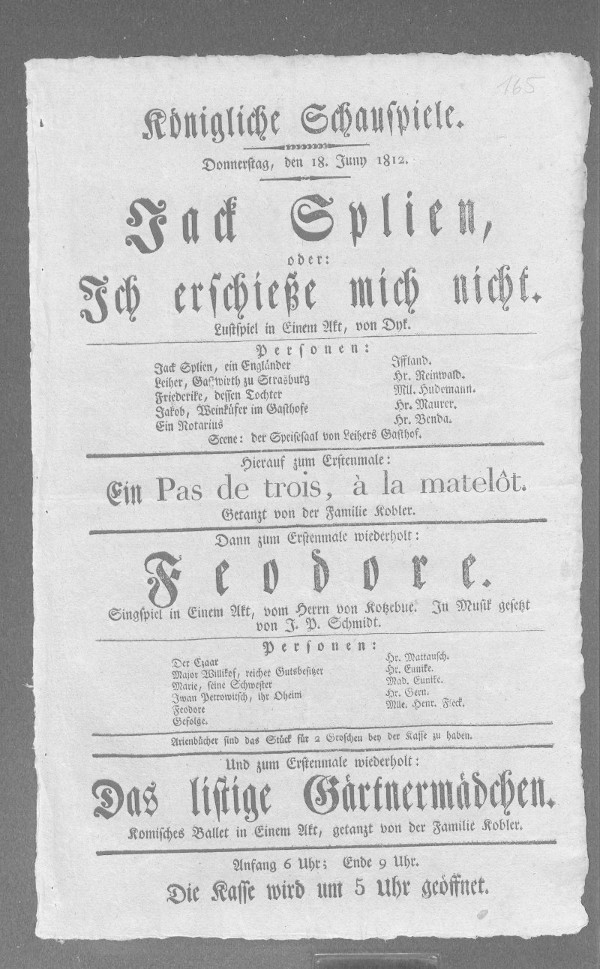 165
Königliche Schauspiele.
Donnerstag, den 18. Juny 1812.
Jack Splien,
oder:
Ich erschieße mich nicht.
Lustspiel in Einem Akt, von Dyk.
Personen:
Jack Splien, ein Engländer Iffland.
Leiher, Gastwirth zu Strasburg Hr. Reinwald.
Friederike, dessen Tochter Mll. Hudemann.
Jakob, Weinküfer im Gasthofe Hr. Maurer.
Ein Notarius Hr. Benda.
Scene: der Speisesaal von Leihers Gasthof.
Hierauf zum Erstenmale:
Ein Pas de trois, à la matelôt.
Getanzt von der Familie Kobler.
Dann zum Erstenmale wiederholt:
Feodore.
Singspiel in Einem Akt, vom Herrn von Kotzebue. In Musik gesetzt
von J. P. Schmidt.
Personen:
Der Czaar Hr. Mattausch.
Major Willikof, reicher Gutsbesitzer Hr. Eunike.
Marie, seine Schwester Mad. Eunike.
Iwan Petrowitsch, ihr Oheim Hr. Gern.
Feodore Mlle. Henr. Fleck.
Gefolge.
Arienbücher sind das Stück für 2 Groschen bey der Kasse zu haben.
Und zum Erstenmale wiederholt:
Das listige Gärtnermädchen.
Komisches Ballet in Einem Akt, getanzt von der Familie Kobler.
Anfang 6 Uhr; Ende 9 Uhr.
Die Kasse wird um 5 Uhr geöffnet.